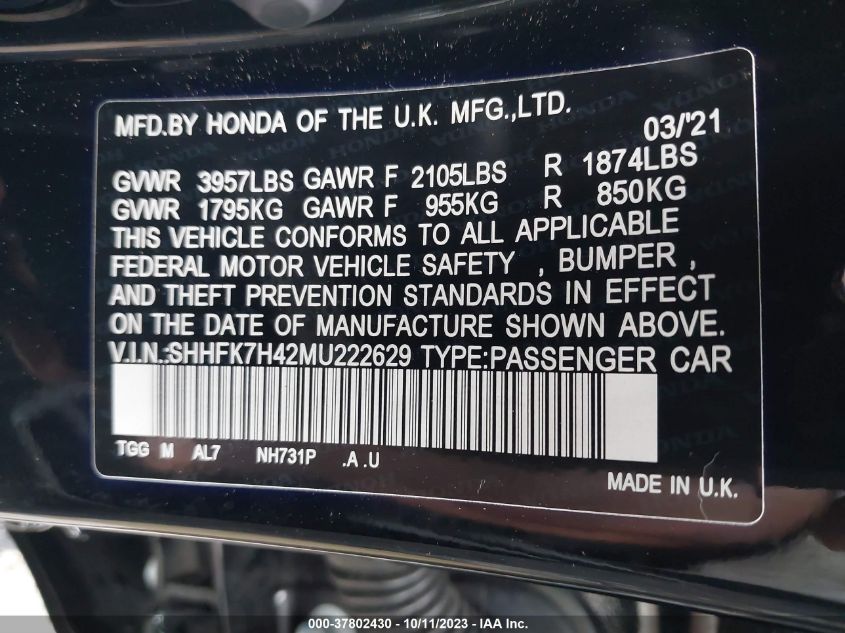 MFD.BY HONDA OF THE U.K. MFG.,LTD. 03/'21
GVWR 3957LBS GAWR F 2105LBS R 1874LBS
GVWR 1795KG GAWR F 955KG R 850KG
THIS VEHICLE CONFORMS TO ALL APPLICABLE
FEDERAL MOTOR VEHICLE SAFETY , BUMPER ,
AND THEFT PREVENTION STANDARDS IN EFFECT
ON THE DATE OF MANUFACTURE SHOWN ABOVE.
V.I.N.:SHHFK7H42MU222629 TYPE:PASSENGER CAR
TGG M AL7 NH731P .A .U
MADE IN U.K.
000-37802430 - 10/11/2023 - IAA Inc.